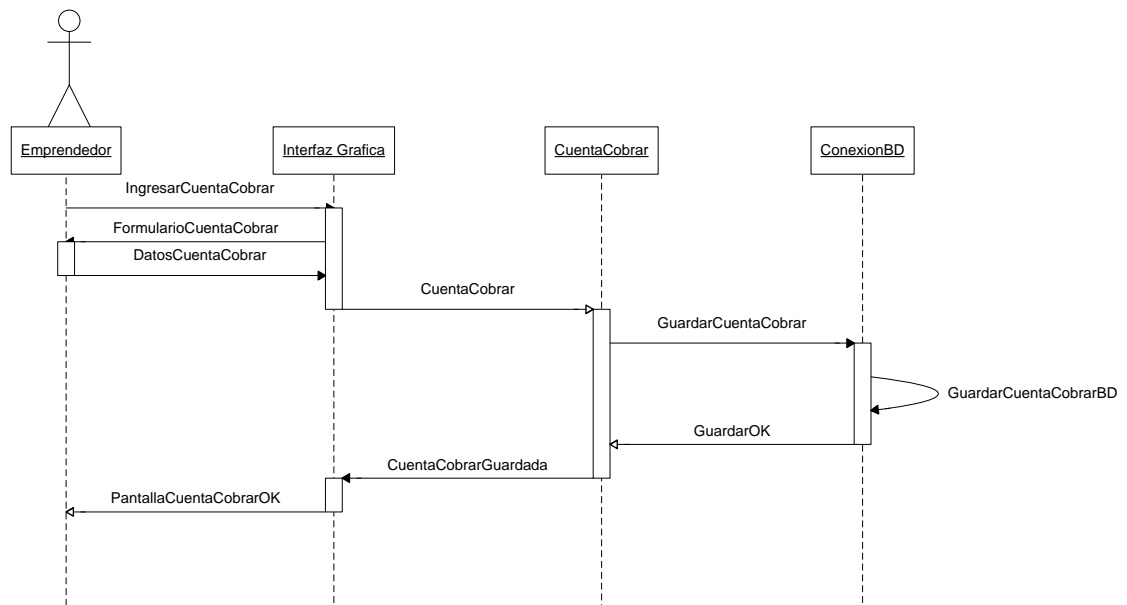 Emprendedor
Interfaz Grafica
CuentaCobrar
ConexionBD
IngresarCuentaCobrar
FormularioCuentaCobrar
DatosCuentaCobrar
CuentaCobrar
GuardarCuentaCobrar
GuardarCuentaCobrarBD
GuardarOK
CuentaCobrarGuardada
PantallaCuentaCobrarOK